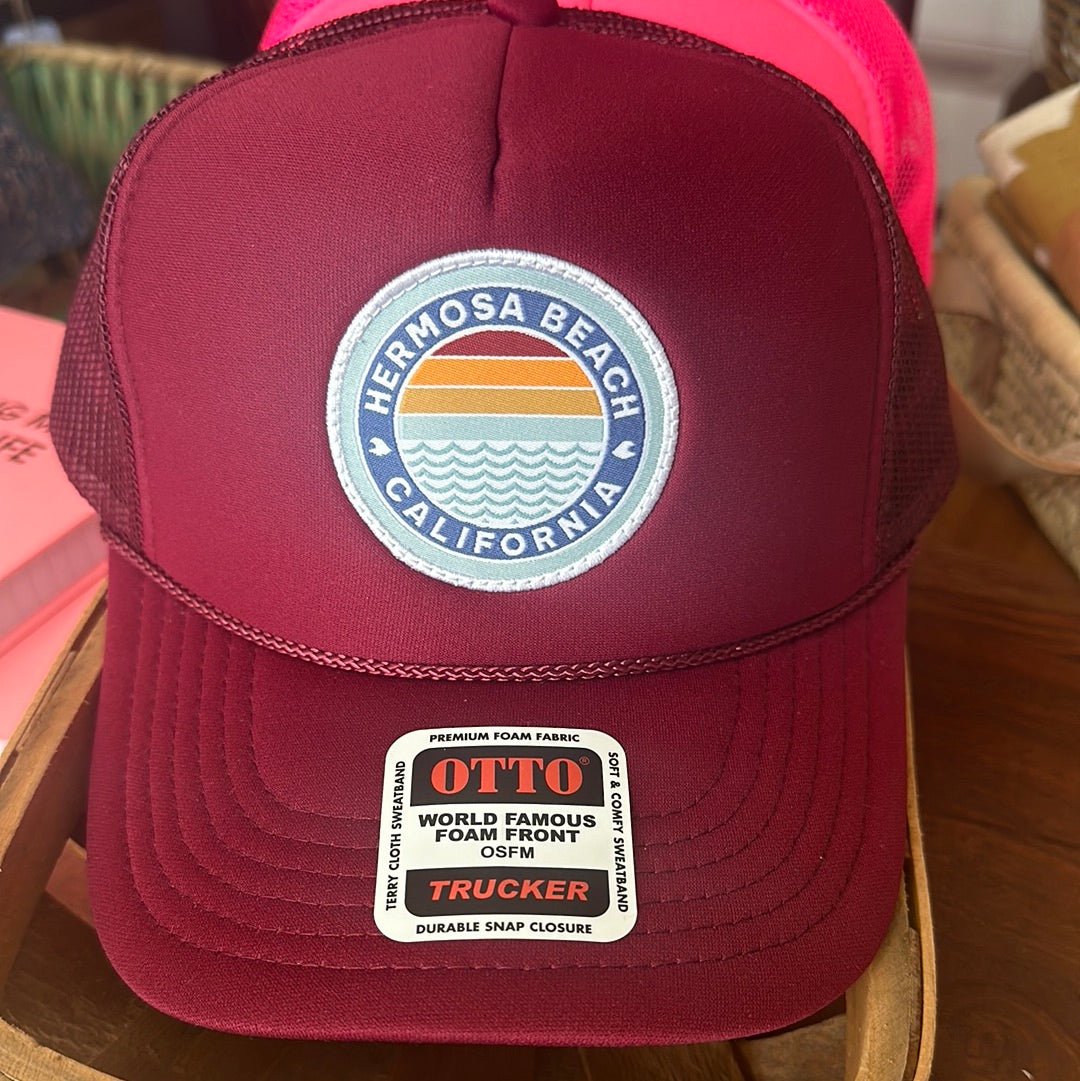 HERMOSA BEACH
CALIFORNIA
PREMIUM FOAM FABRIC
OTTO®
WORLD FAMOUS
FOAM FRONT
OSFM
TRUCKER
DURABLE SNAP CLOSURE
TERRY CLOTH SWEATBAND
SOFT & COMFY SWEATBAND